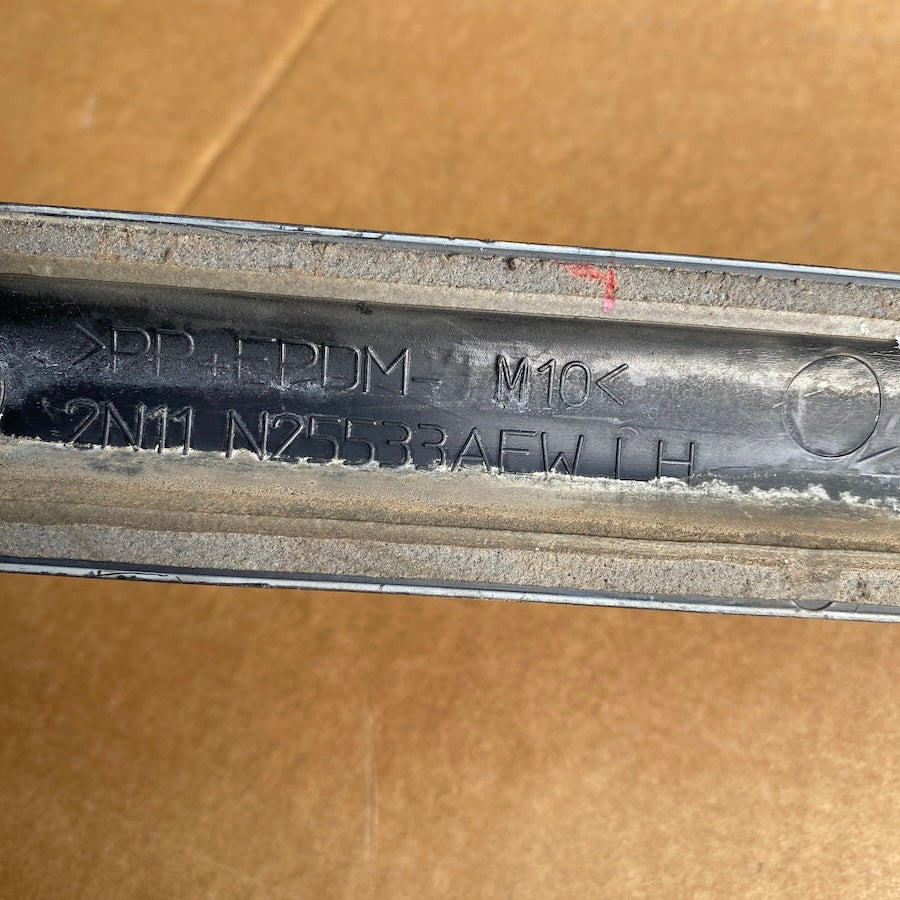 >PP+EPDM- M10<
2N11 N25533AEW LH